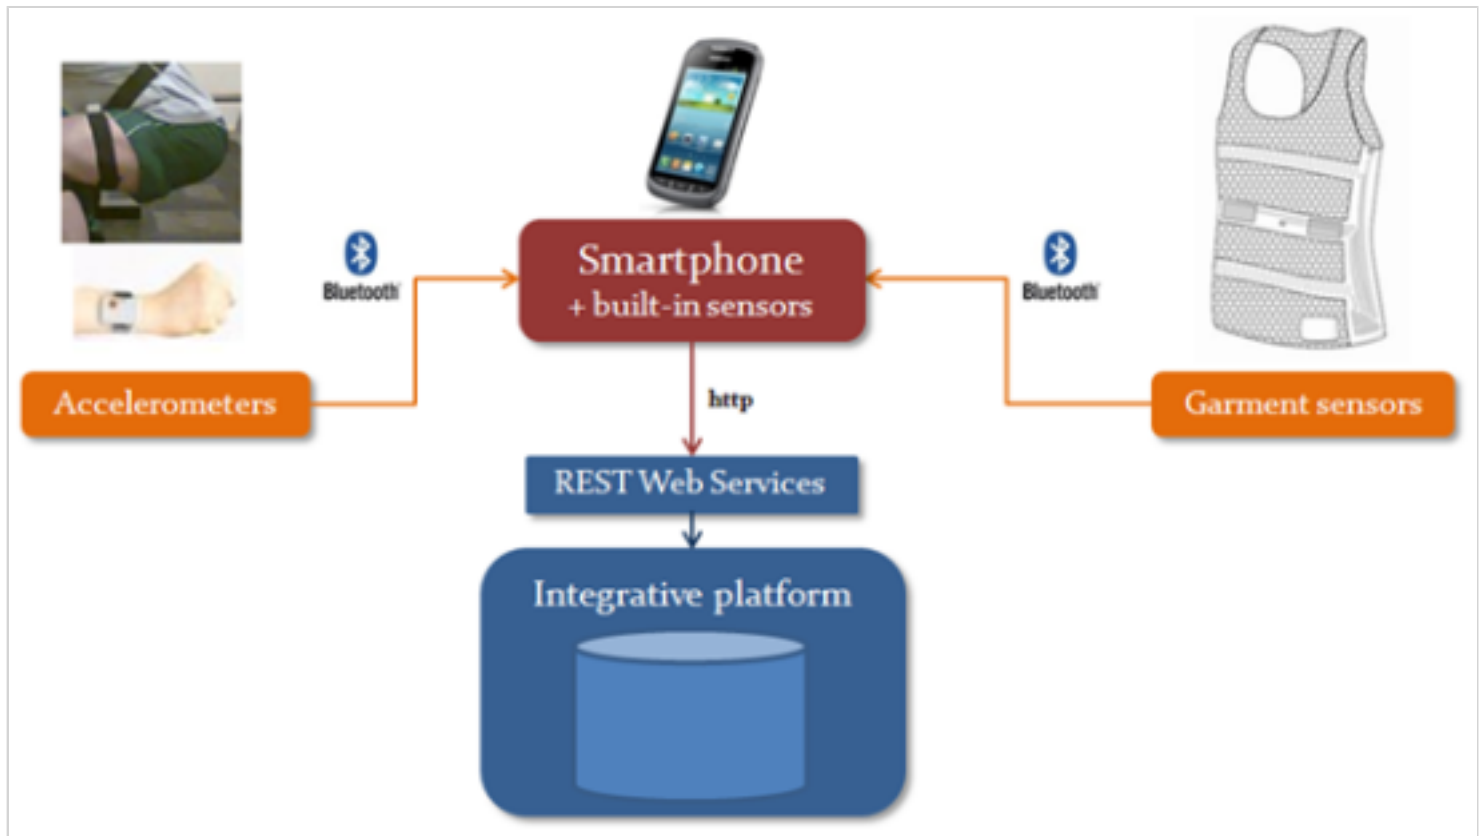 Smartphone
+ built-in sensors
Bluetooth
Bluetooth
Accelerometers
Garment sensors
http
REST Web Services
Integrative platform